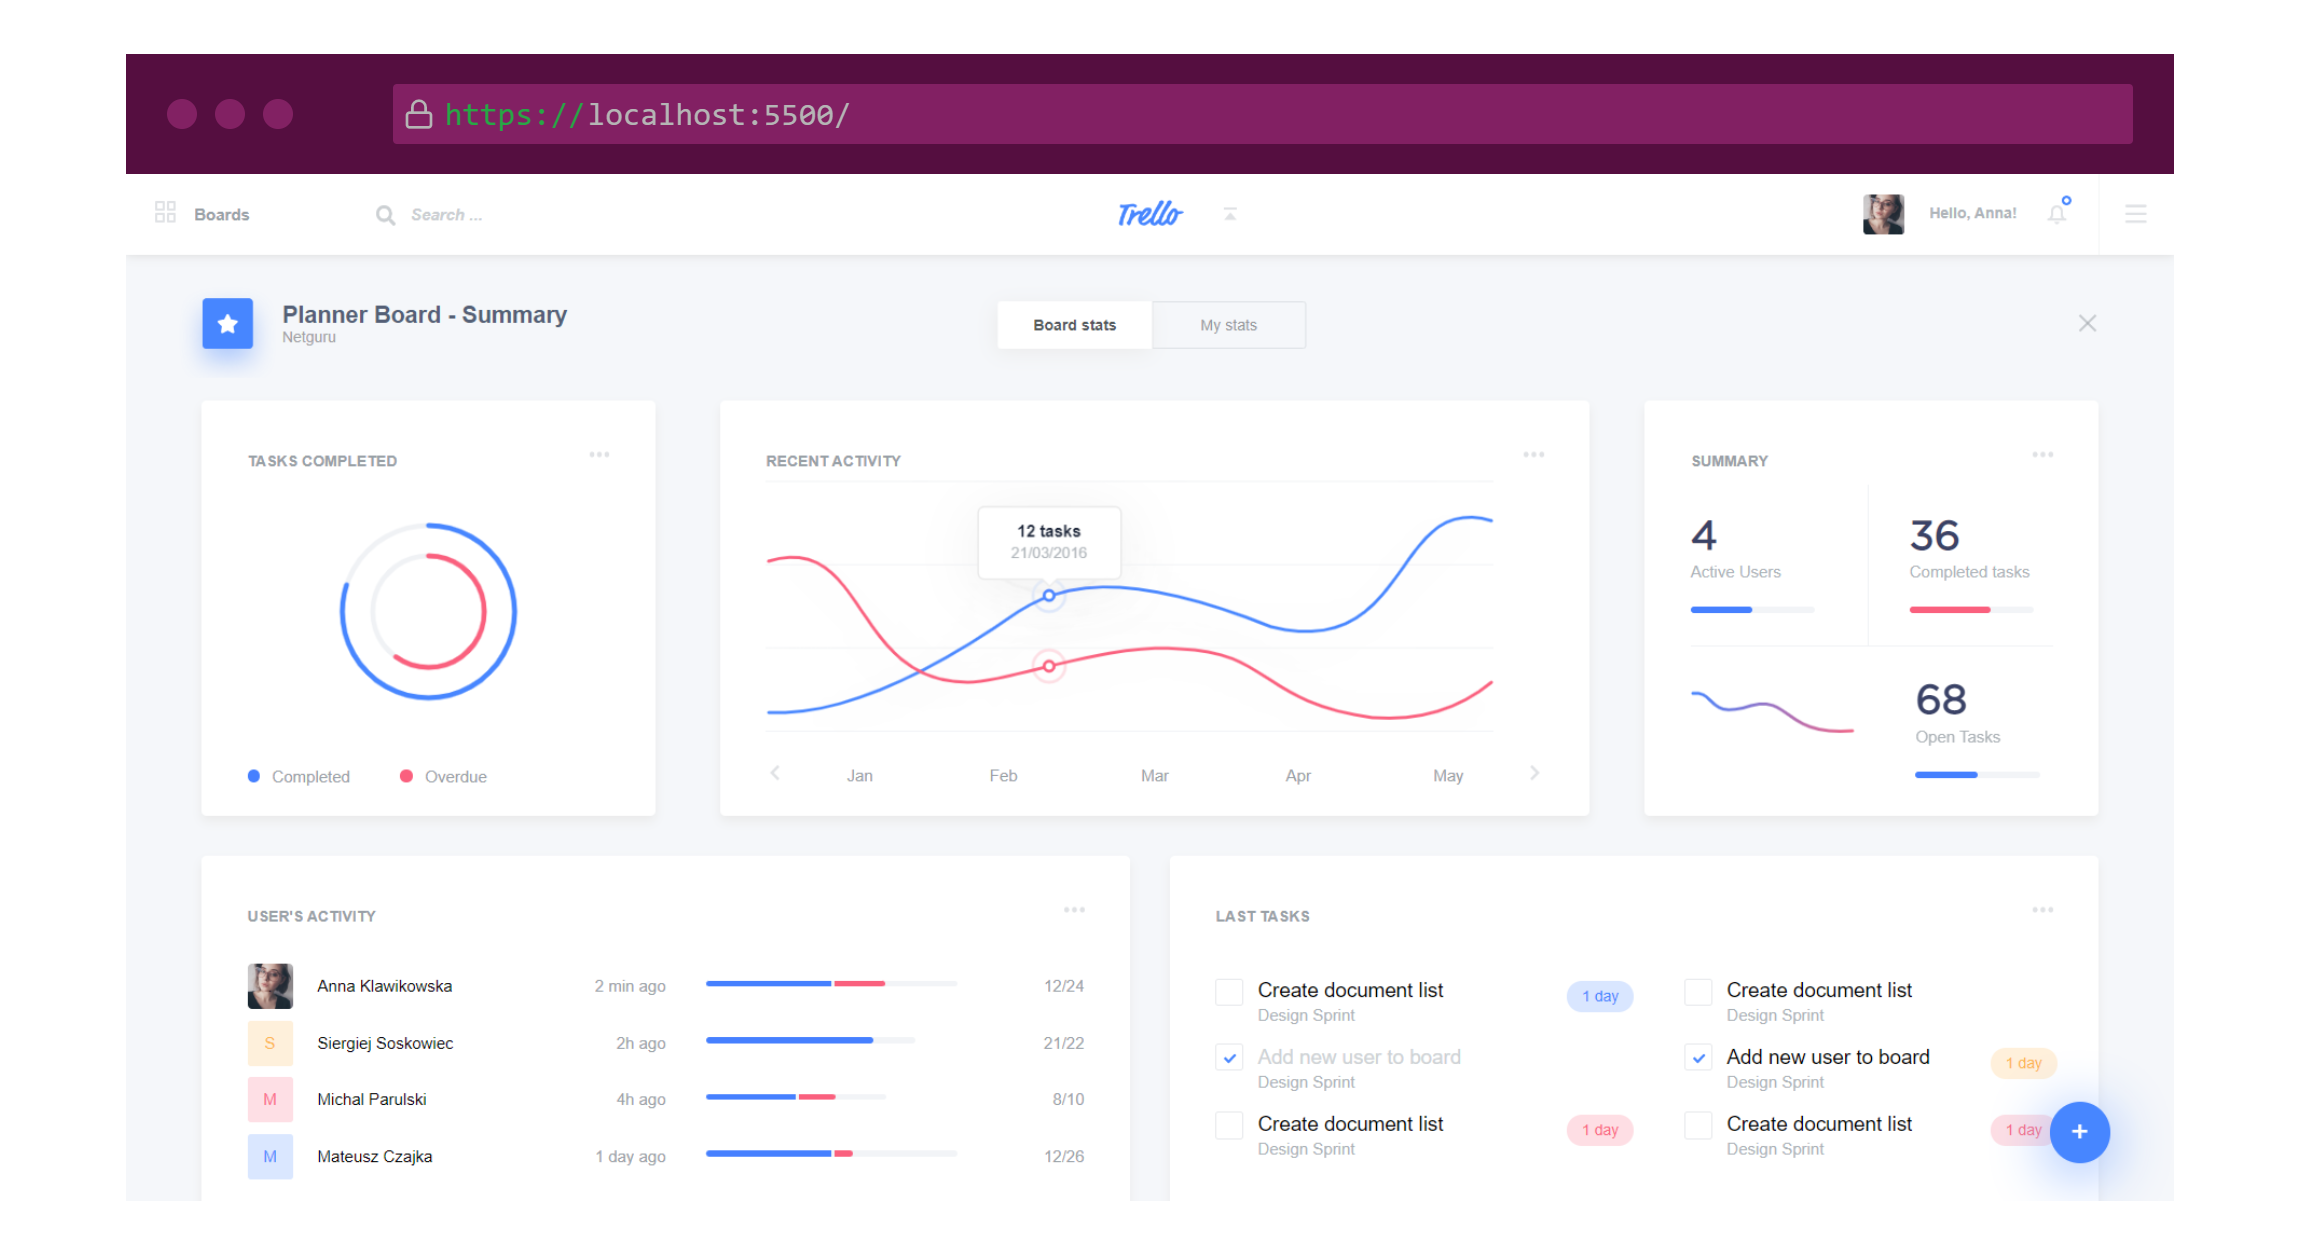 https://localhost:5500/
Boards
Search ...
Trello
Hello, Anna!
Planner Board - Summary
Netguru
Board stats
My stats
TASKS COMPLETED
Completed
Overdue
RECENT ACTIVITY
12 tasks
21/03/2016
Jan
Feb
Mar
Apr
May
SUMMARY
4
Active Users
36
Completed tasks
68
Open Tasks
USER'S ACTIVITY
Anna Klawikowska
2 min ago
12/24
S
Siergiej Soskowiec
2h ago
21/22
M
Michal Parulski
4h ago
8/10
M
Mateusz Czajka
1 day ago
12/26
LAST TASKS
Create document list
Design Sprint
1 day
Add new user to board
Design Sprint
Create document list
Design Sprint
1 day
Create document list
Design Sprint
Add new user to board
Design Sprint
1 day
Create document list
Design Sprint
1 day
+